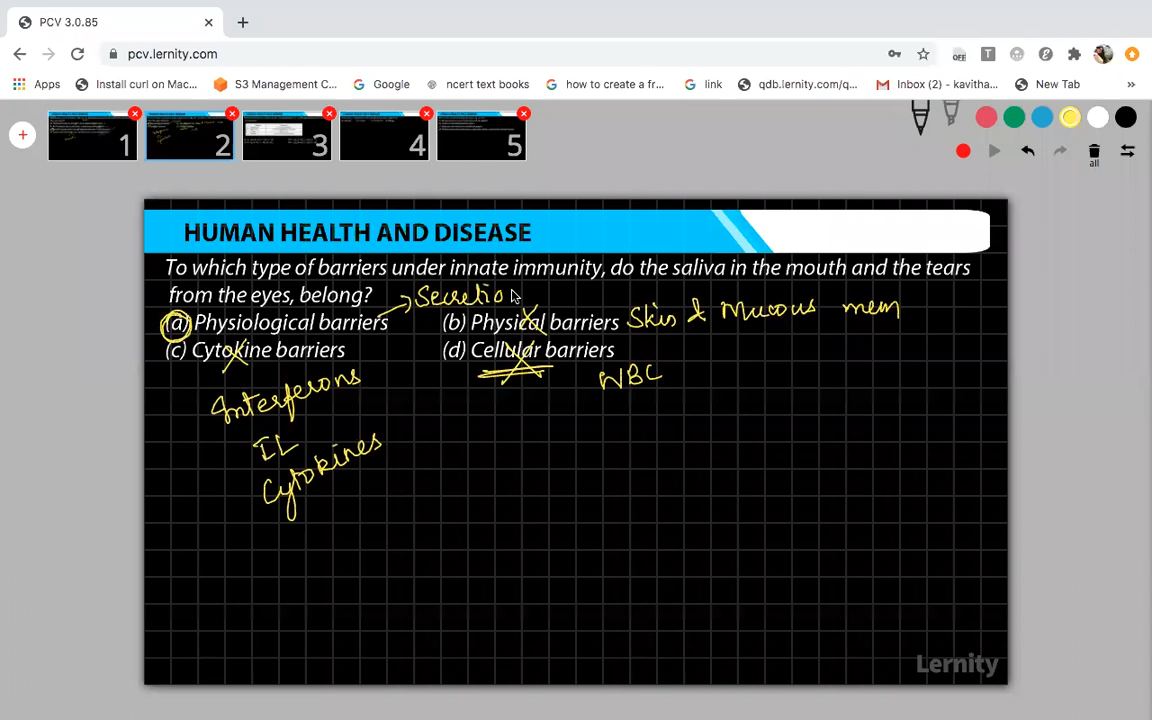 PCV 3.0.85
pcv.lernity.com
Apps Install curl on Mac... S3 Management C... Google ncert text books how to create a fr... link qdb.lernity.com/q... Inbox (2) - kavitha... New Tab »
OFF T
1 2 3 4 5
all
HUMAN HEALTH AND DISEASE
To which type of barriers under innate immunity, do the saliva in the mouth and the tears
from the eyes, belong? Secretio
(a) Physiological barriers (b) Physical barriers Skin & Mucous mem
(c) Cytokine barriers (d) Cellular barriers
Interferons WBC
IL
Cytokines
Lernity